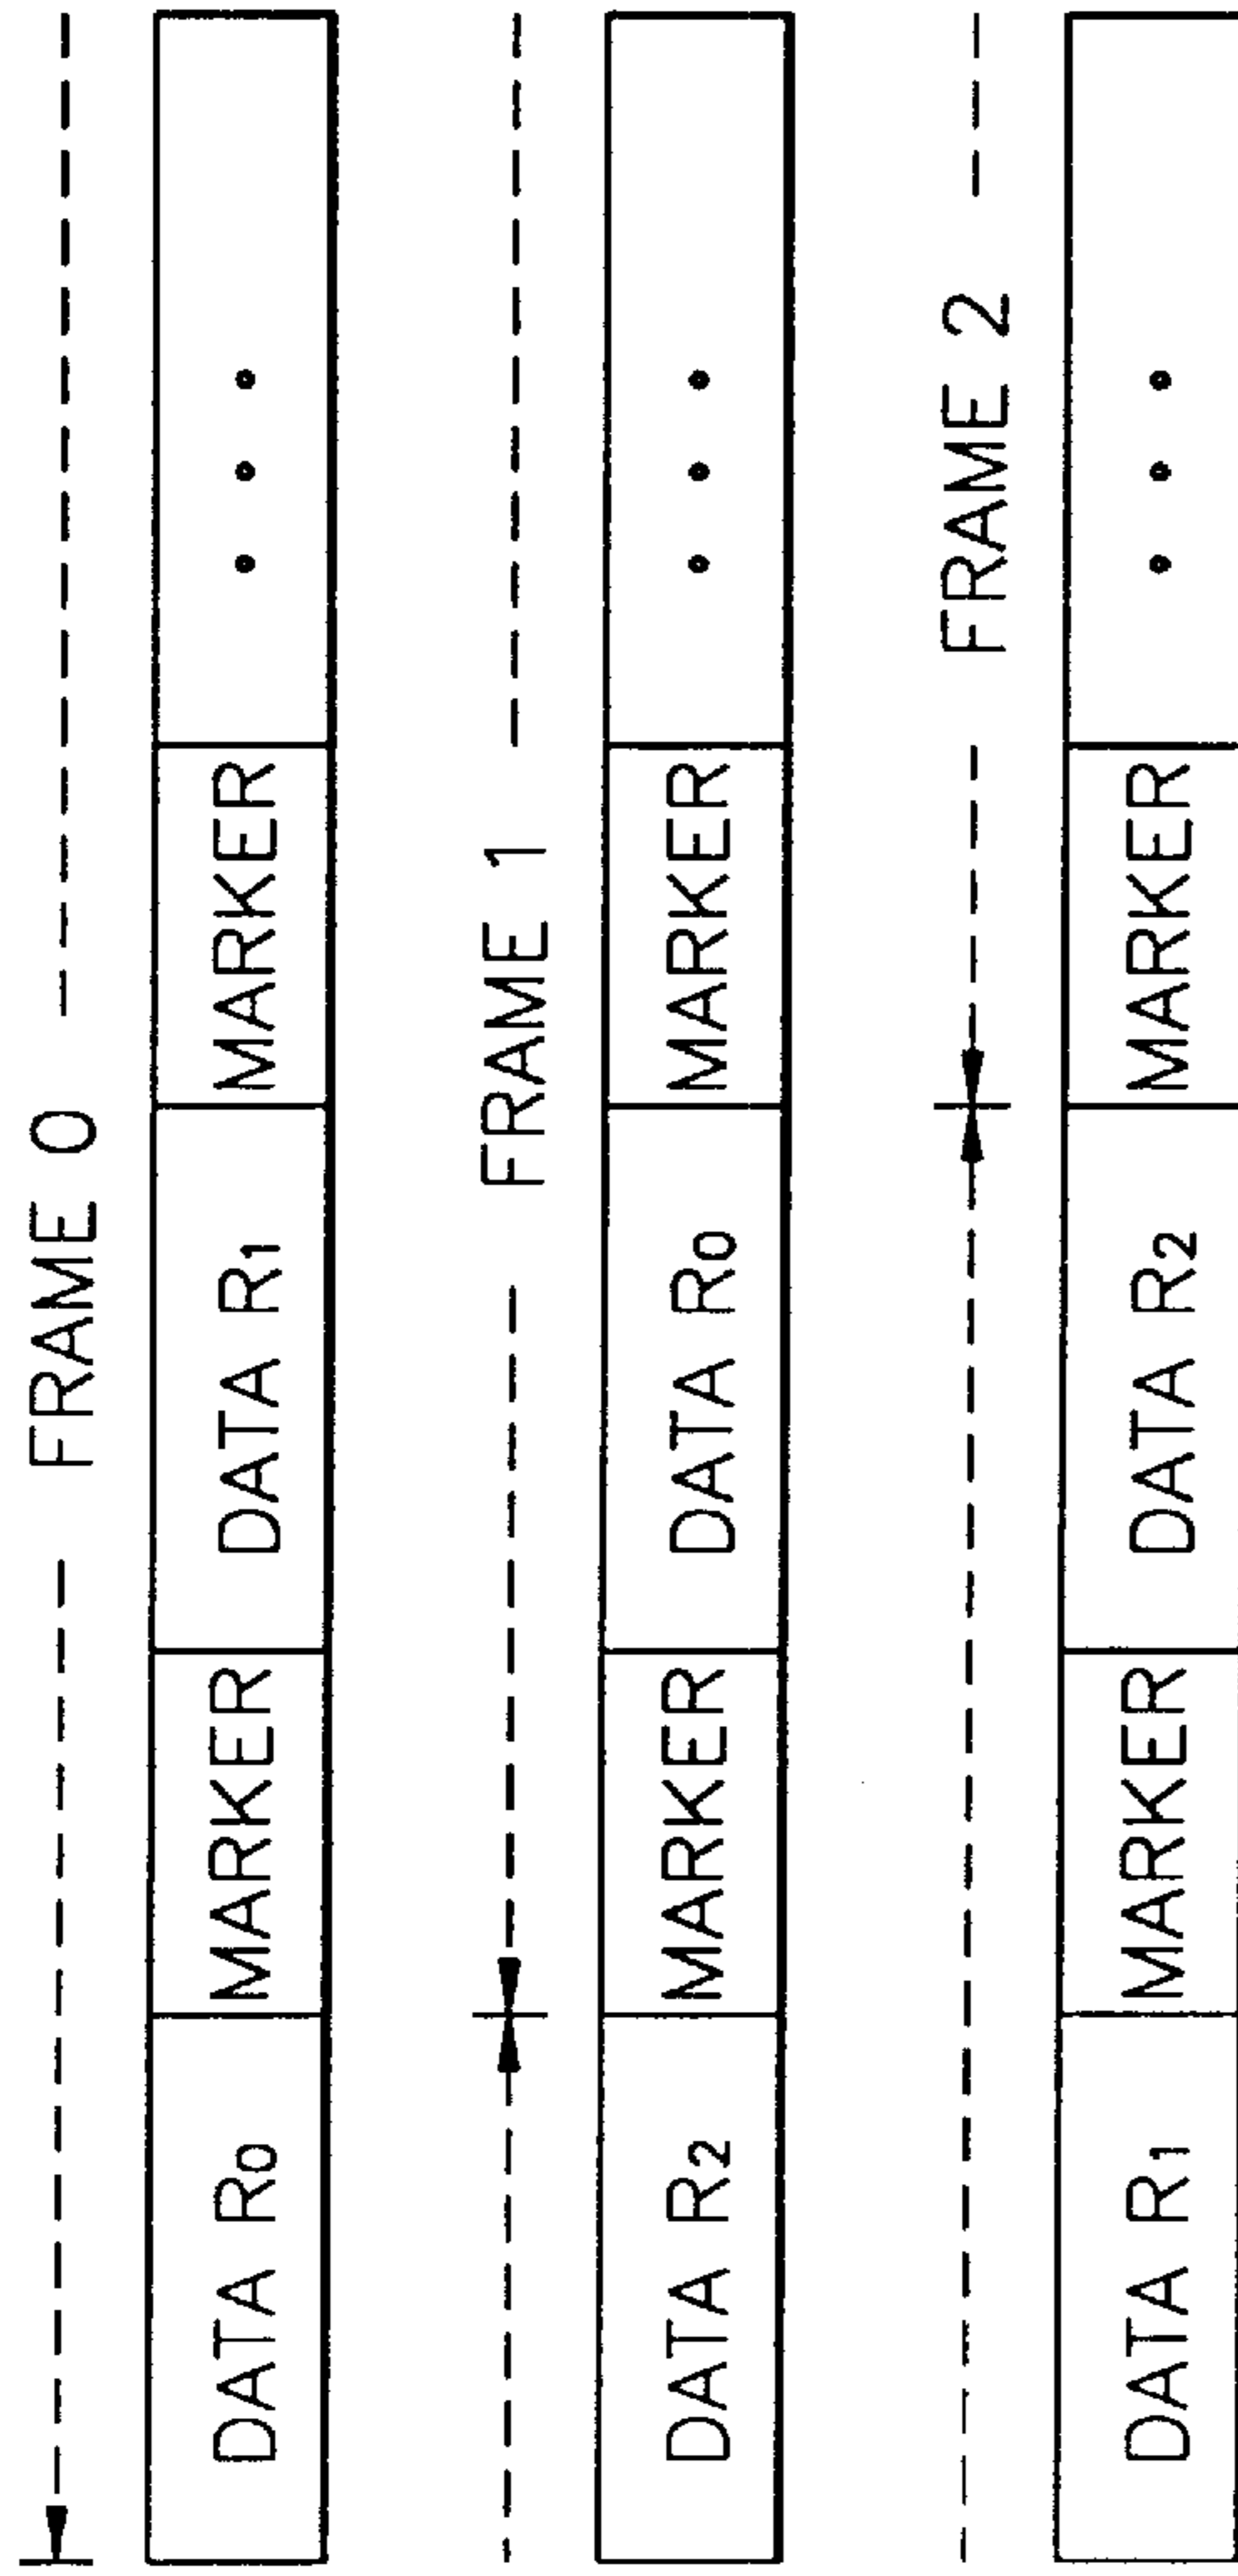 FRAME 0
DATA R0 MARKER DATA R1 MARKER
FRAME 1
DATA R2 MARKER DATA R0 MARKER
FRAME 2
DATA R1 MARKER DATA R2 MARKER